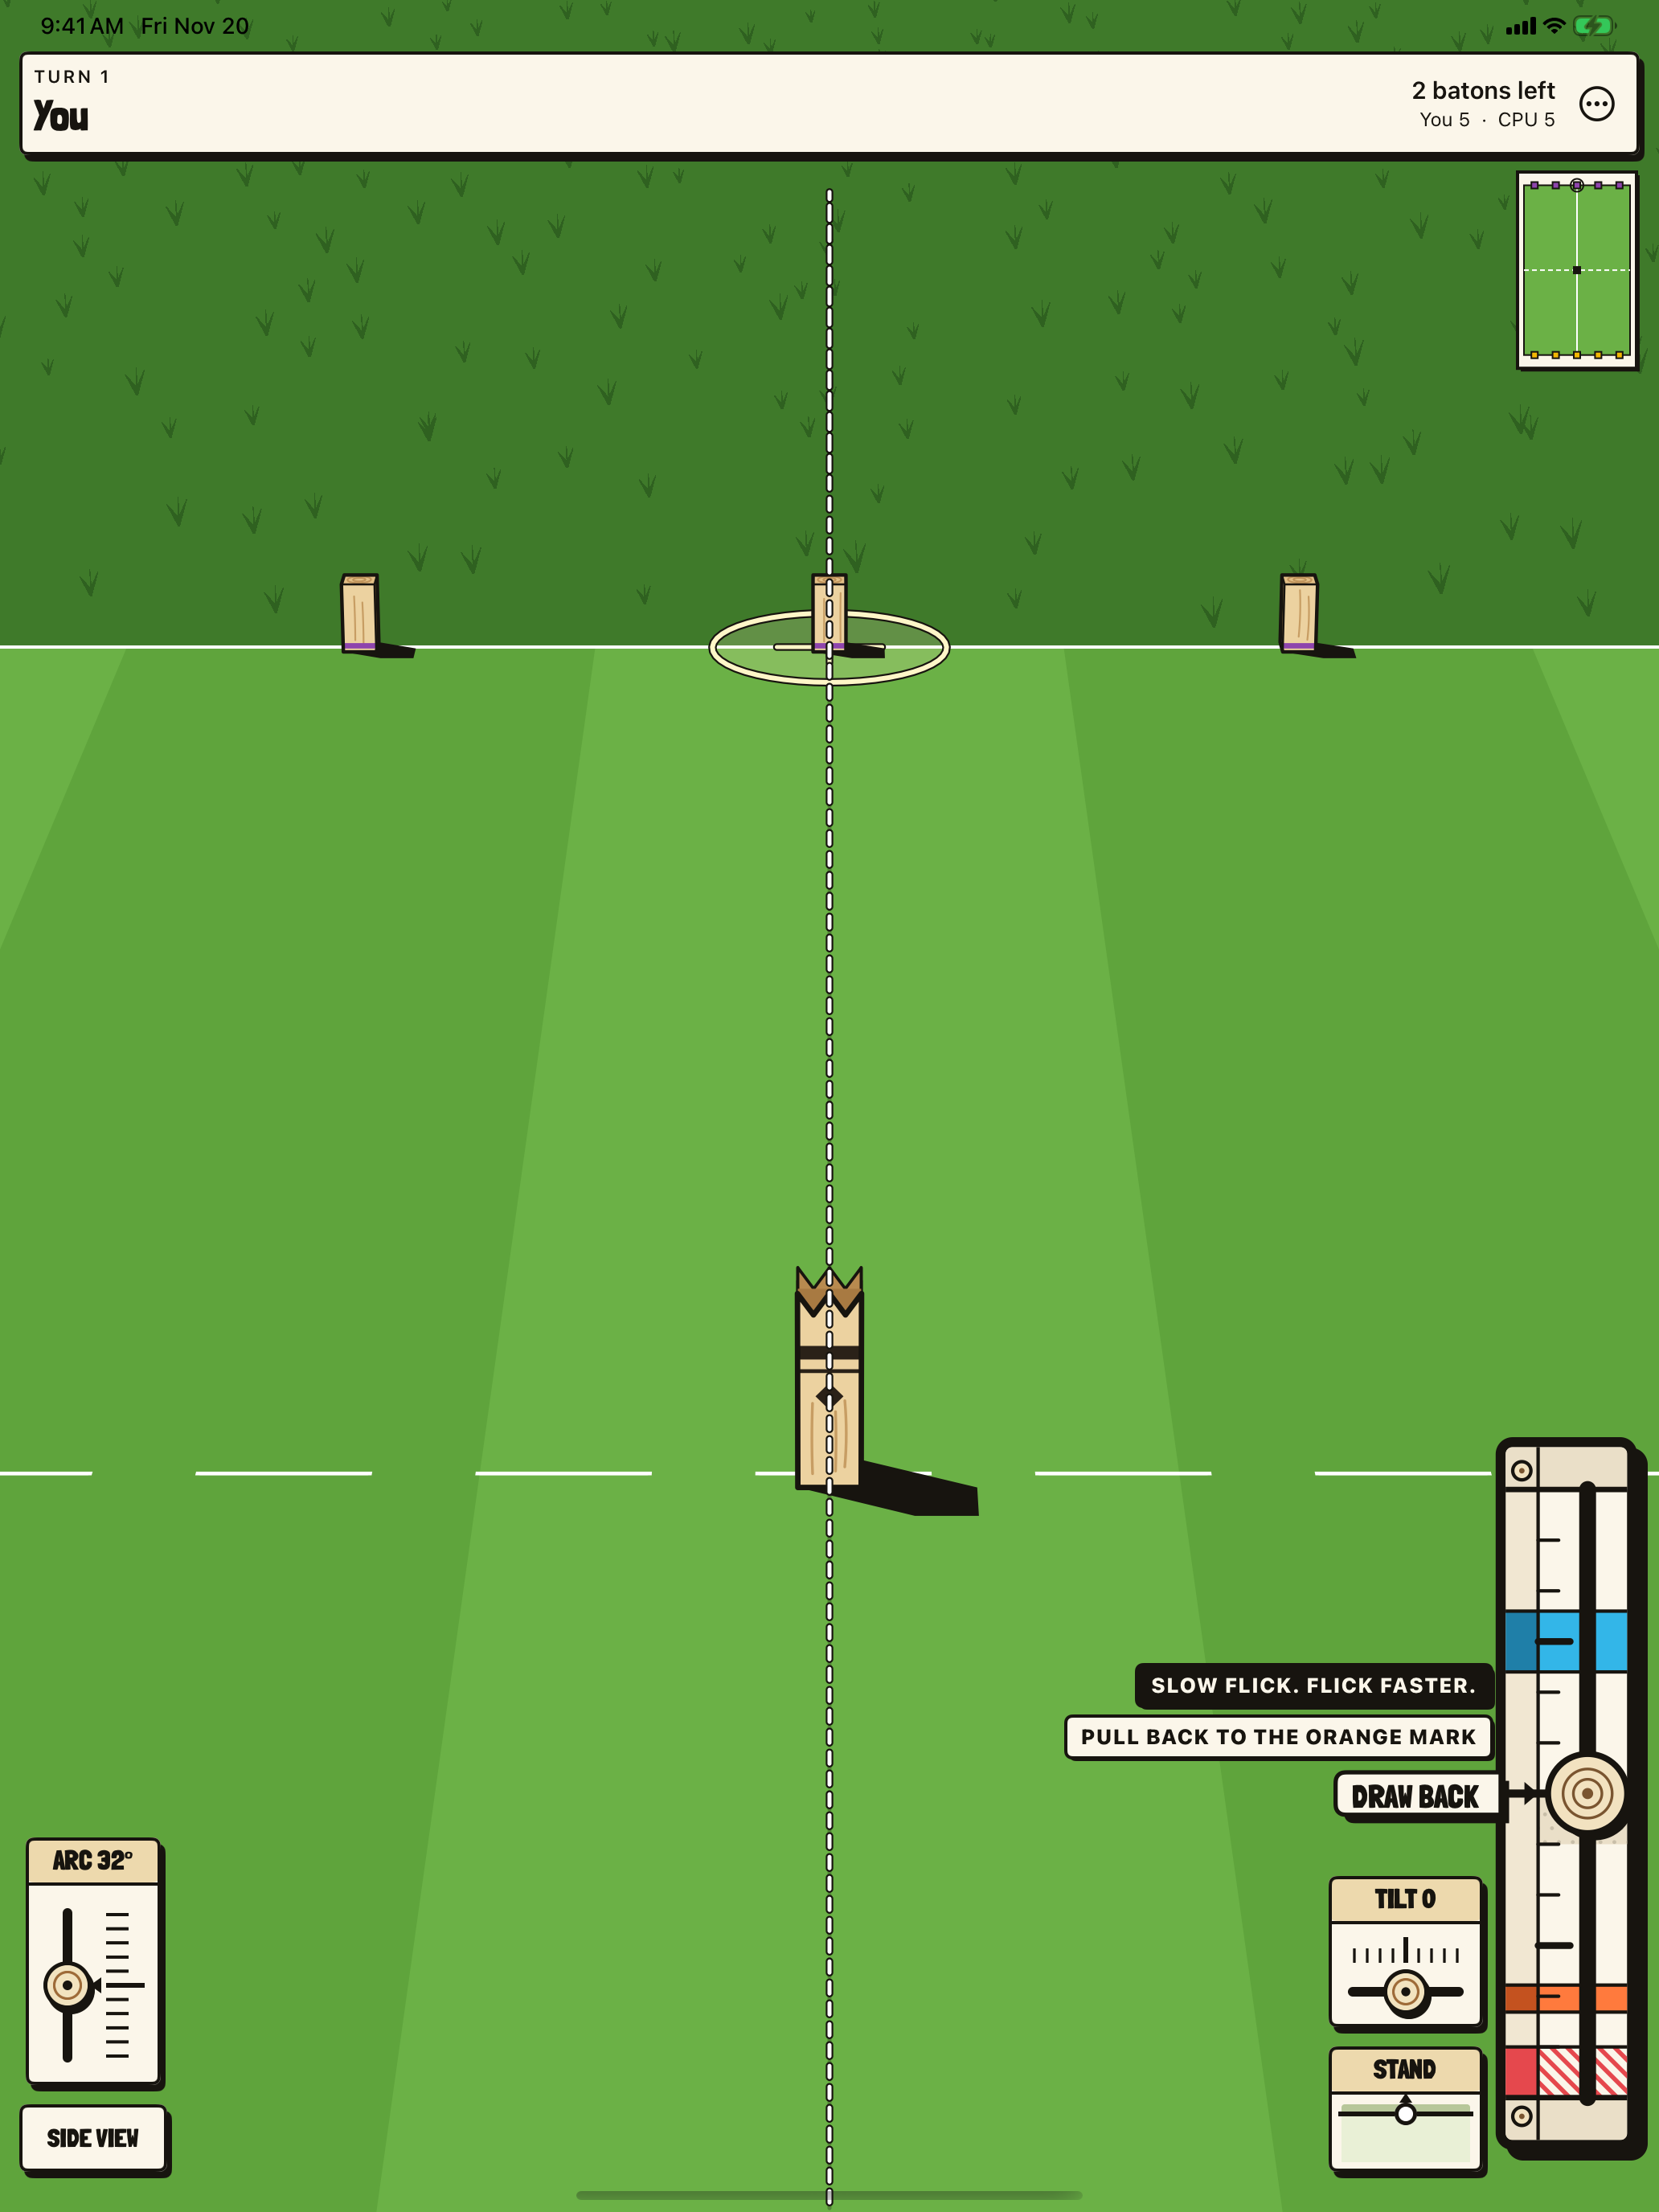 9:41 AM Fri Nov 20
TURN 1
You
2 batons left
You 5 · CPU 5
SLOW FLICK. FLICK FASTER.
PULL BACK TO THE ORANGE MARK
DRAW BACK
ARC 32°
TILT 0
STAND
SIDE VIEW